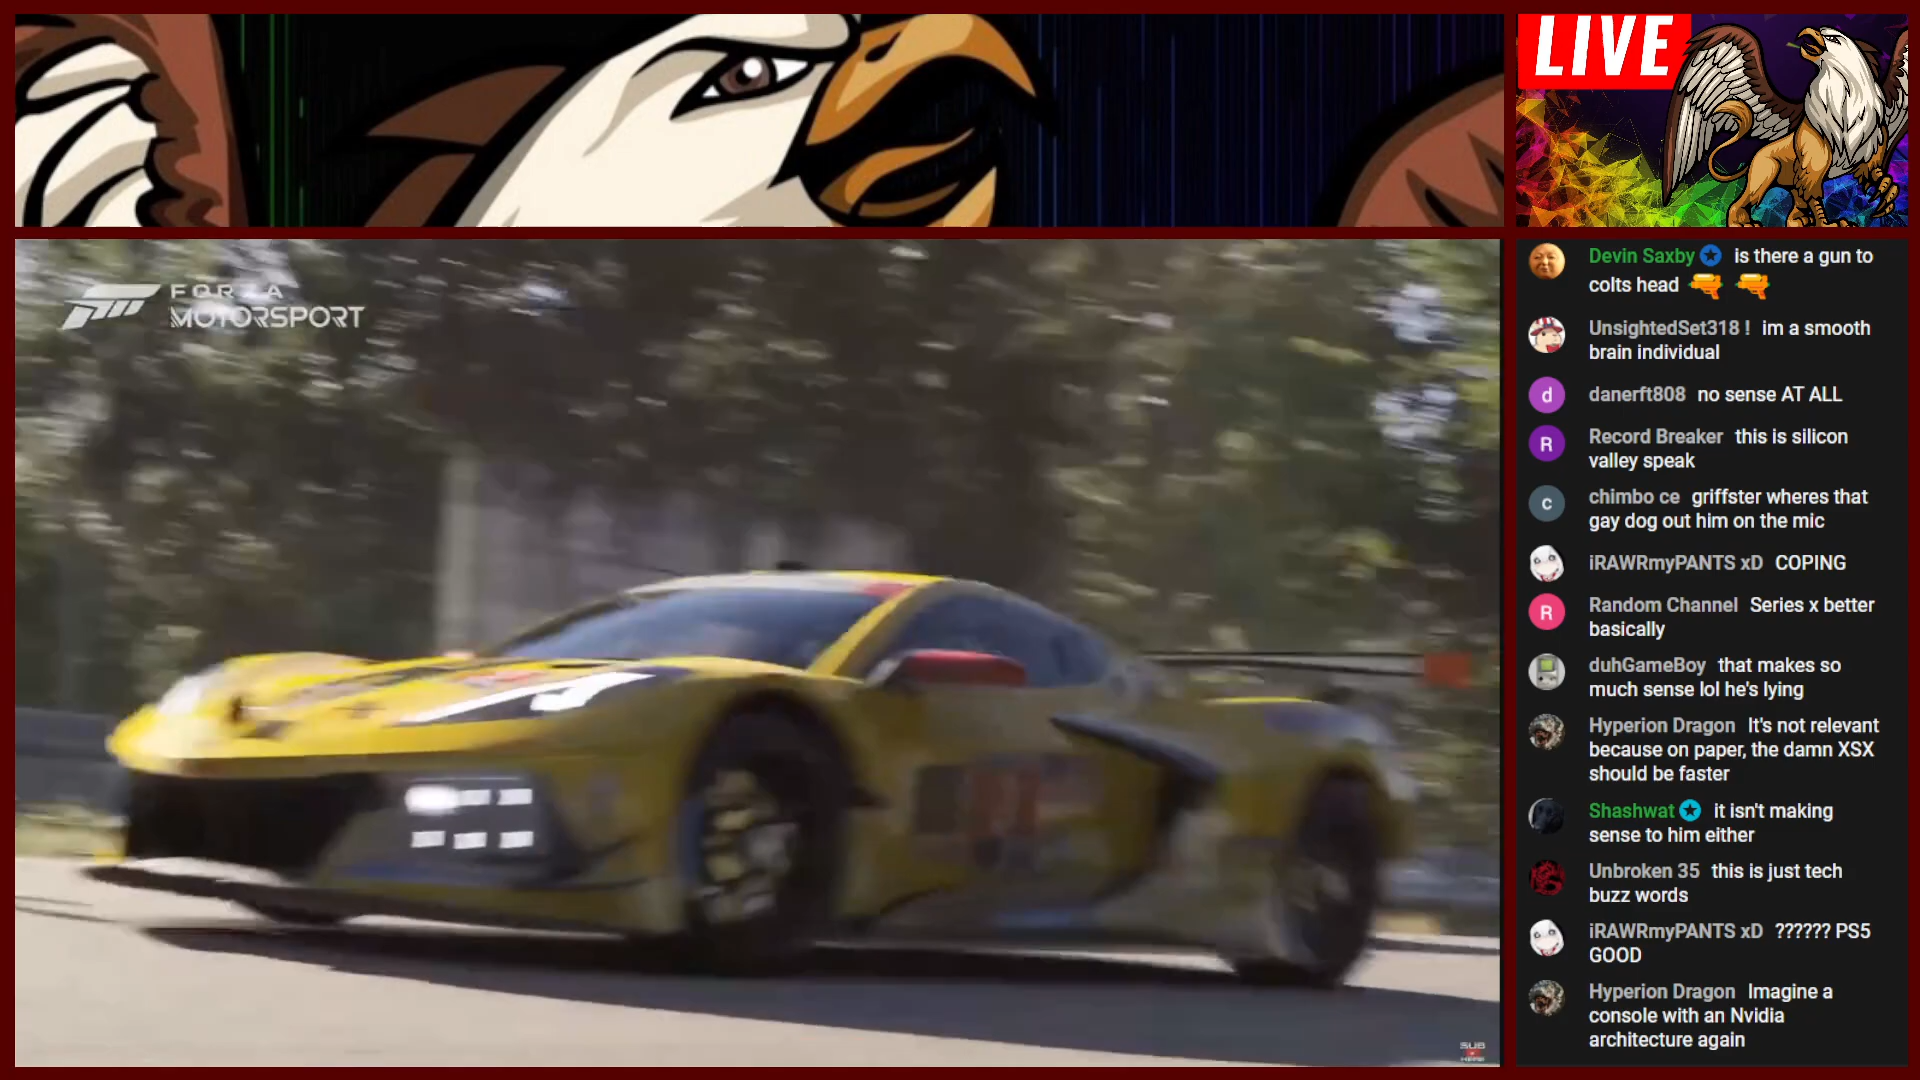 LIVE
FORZA
MOTORSPORT
Devin Saxby is there a gun to
colts head
UnsightedSet318 ! im a smooth
brain individual
d danerft808 no sense AT ALL
R Record Breaker this is silicon
valley speak
c chimbo ce griffster wheres that
gay dog out him on the mic
iRAWRmyPANTS xD COPING
R Random Channel Series x better
basically
duhGameBoy that makes so
much sense lol he's lying
Hyperion Dragon It's not relevant
because on paper, the damn XSX
should be faster
Shashwat it isn't making
sense to him either
Unbroken 35 this is just tech
buzz words
iRAWRmyPANTS xD ?????? PS5
GOOD
Hyperion Dragon Imagine a
console with an Nvidia
architecture again
SUB
HERE